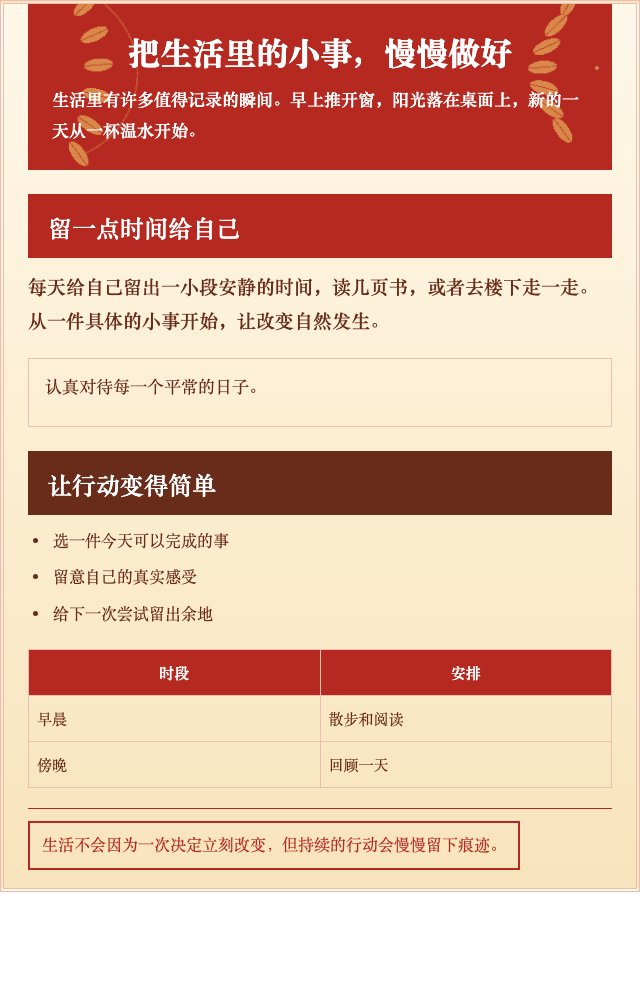 把生活里的小事，慢慢做好
生活里有许多值得记录的瞬间。早上推开窗，阳光落在桌面上，新的一
天从一杯温水开始。
留一点时间给自己
每天给自己留出一小段安静的时间，读几页书，或者去楼下走一走。
从一件具体的小事开始，让改变自然发生。
认真对待每一个平常的日子。
让行动变得简单
• 选一件今天可以完成的事
• 留意自己的真实感受
• 给下一次尝试留出余地
时段 安排
早晨 散步和阅读
傍晚 回顾一天
生活不会因为一次决定立刻改变，但持续的行动会慢慢留下痕迹。